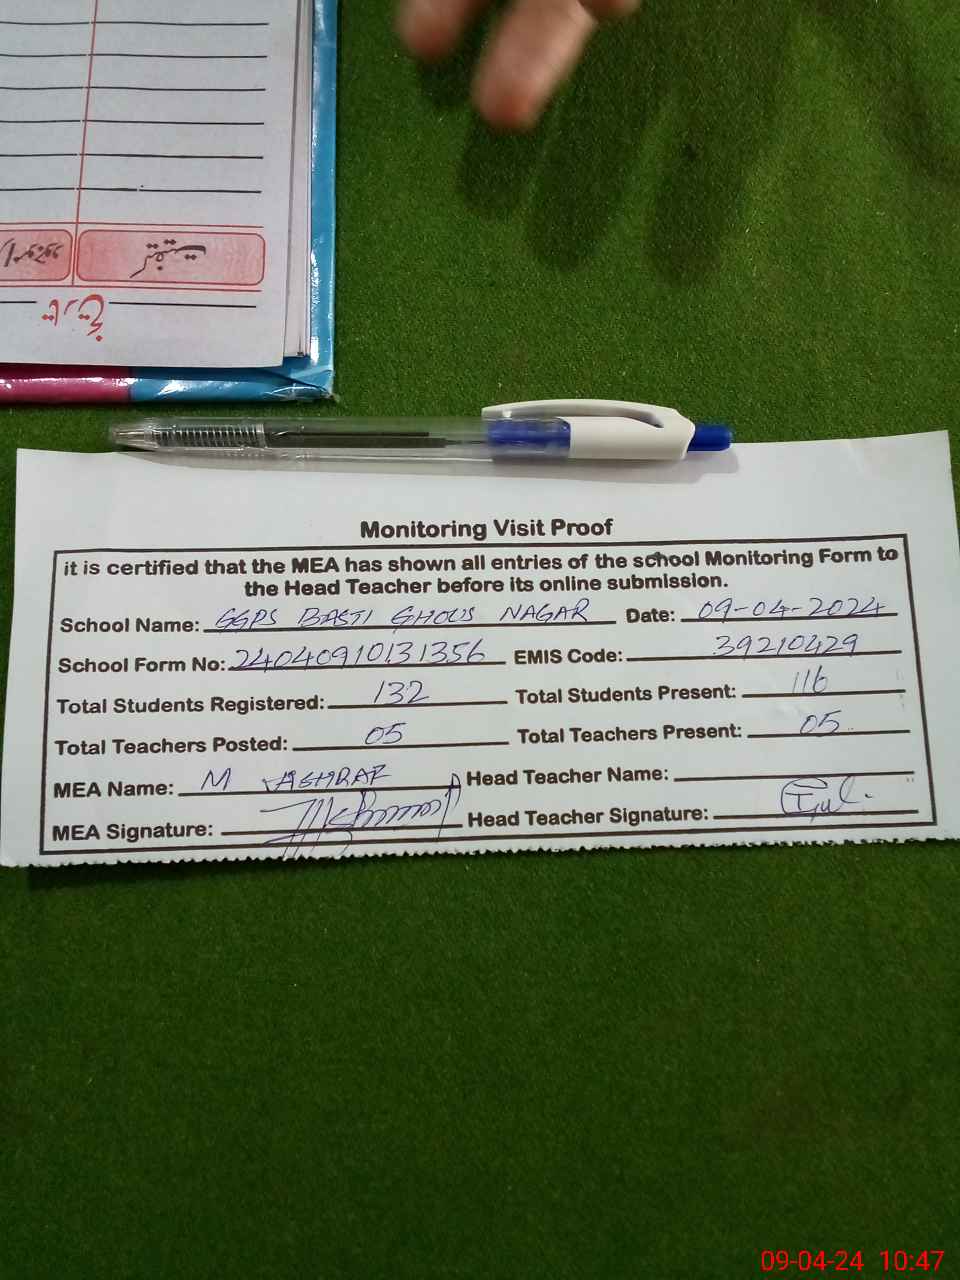 ستمبر
تاریخ
Monitoring Visit Proof
it is certified that the MEA has shown all entries of the school Monitoring Form to
the Head Teacher before its online submission.
School Name: GGPS BASTI GHOUS NAGAR Date: 09-04-2024
School Form No: 24040910131356 EMIS Code: 39210429
Total Students Registered: 132 Total Students Present: 116
Total Teachers Posted: 05 Total Teachers Present: 05
MEA Name: M ASHRAF Head Teacher Name:
MEA Signature: Head Teacher Signature:
09-04-24 10:47